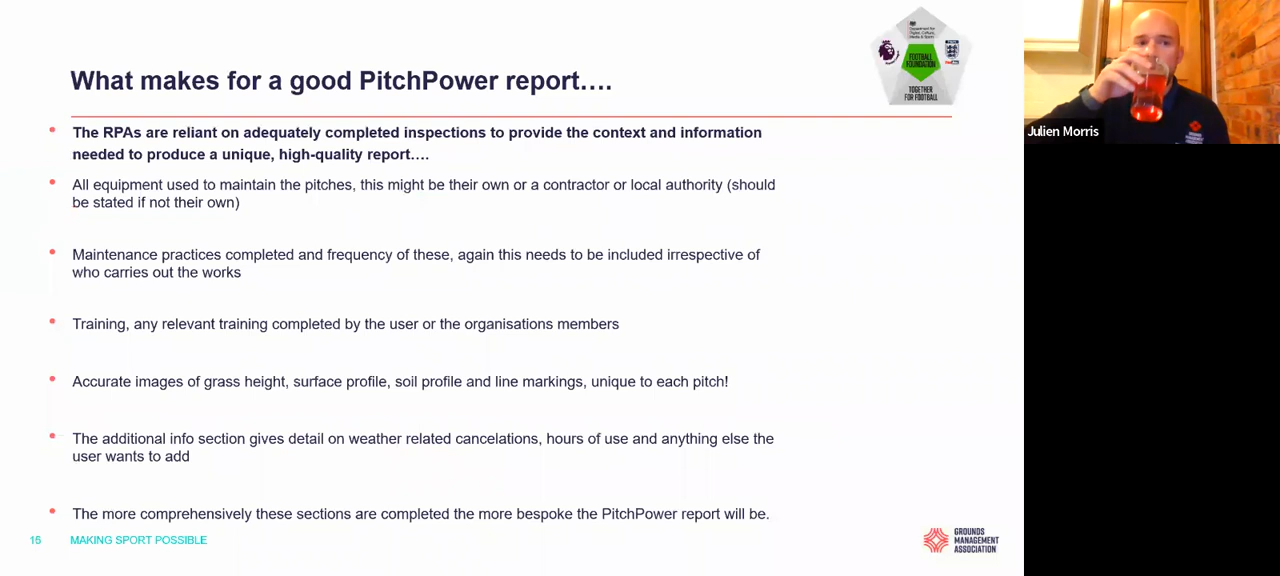 What makes for a good PitchPower report....
FOOTBALL
FOUNDATION
TOGETHER
FOR FOOTBALL
Julien Morris
The RPAs are reliant on adequately completed inspections to provide the context and information
needed to produce a unique, high-quality report....
All equipment used to maintain the pitches, this might be their own or a contractor or local authority (should
be stated if not their own)
Maintenance practices completed and frequency of these, again this needs to be included irrespective of
who carries out the works
Training, any relevant training completed by the user or the organisations members
Accurate images of grass height, surface profile, soil profile and line markings, unique to each pitch!
The additional info section gives detail on weather related cancelations, hours of use and anything else the
user wants to add
The more comprehensively these sections are completed the more bespoke the PitchPower report will be.
15 MAKING SPORT POSSIBLE
GROUNDS
MANAGEMENT
ASSOCIATION